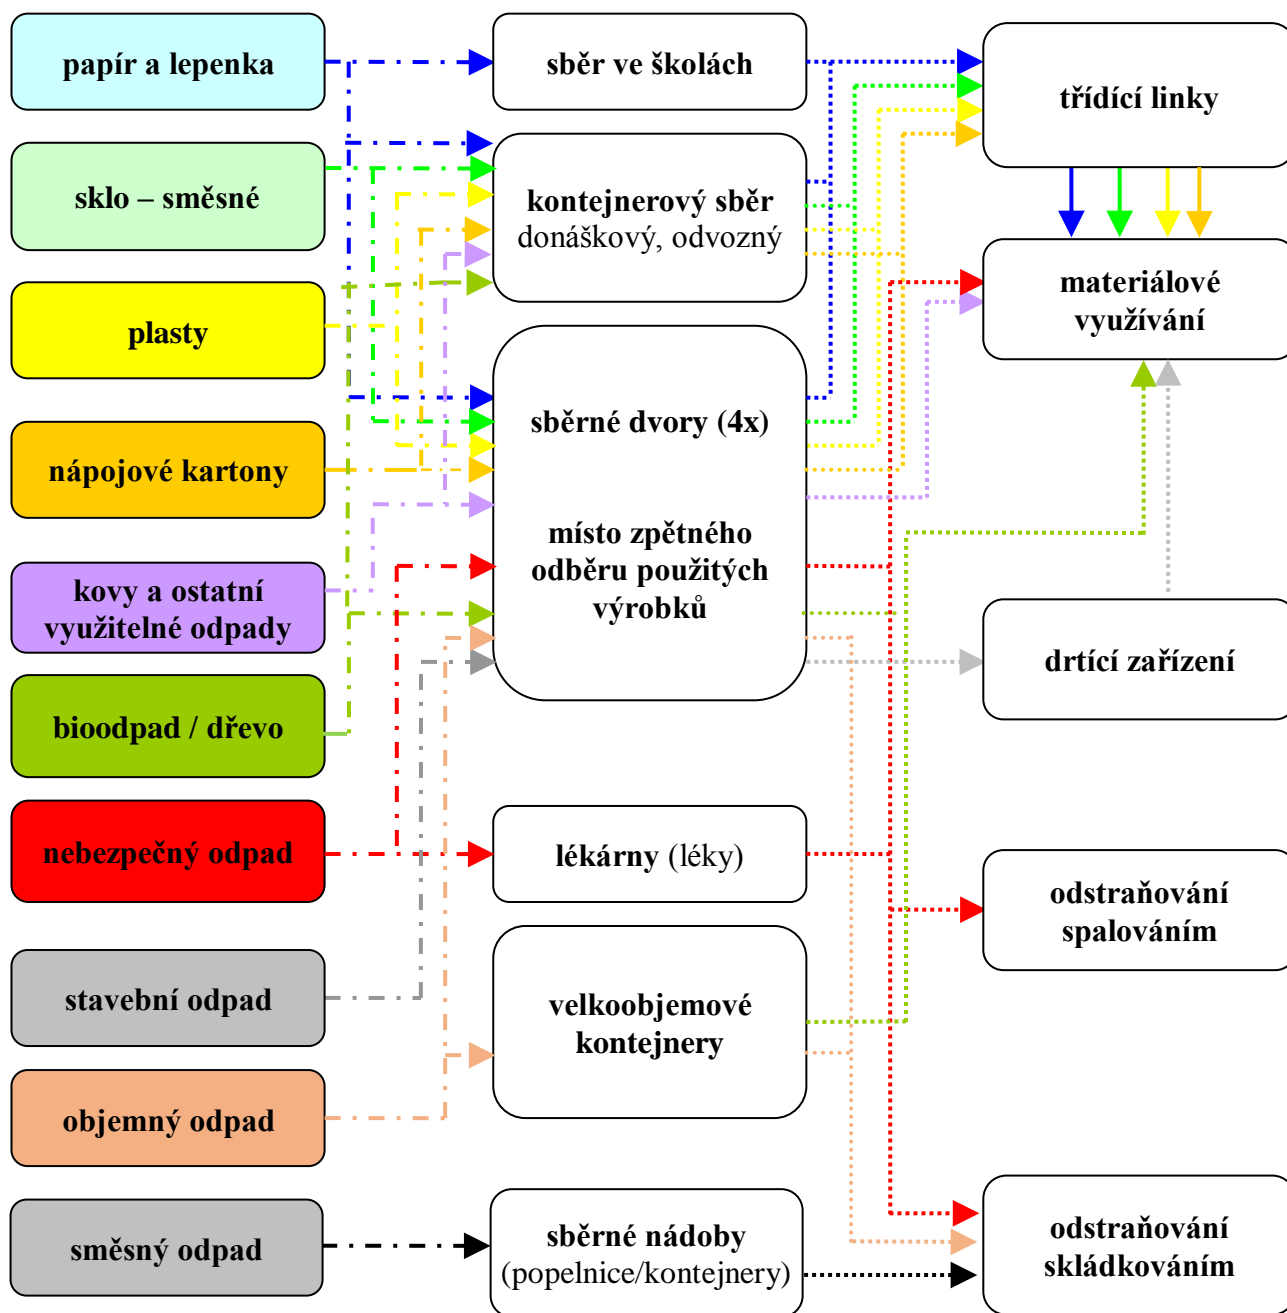 papír a lepenka
sklo – směsné
plasty
nápojové kartony
kovy a ostatní
využitelné odpady
bioodpad / dřevo
nebezpečný odpad
stavební odpad
objemný odpad
směsný odpad
sběr ve školách
kontejnerový sběr
donáškový, odvozný
sběrné dvory (4x)
místo zpětného
odběru použitých
výrobků
lékárny (léky)
velkoobjemové
kontejnery
sběrné nádoby
(popelnice/kontejnery)
třídící linky
materiálové
využívání
drtící zařízení
odstraňování
spalováním
odstraňování
skládkováním